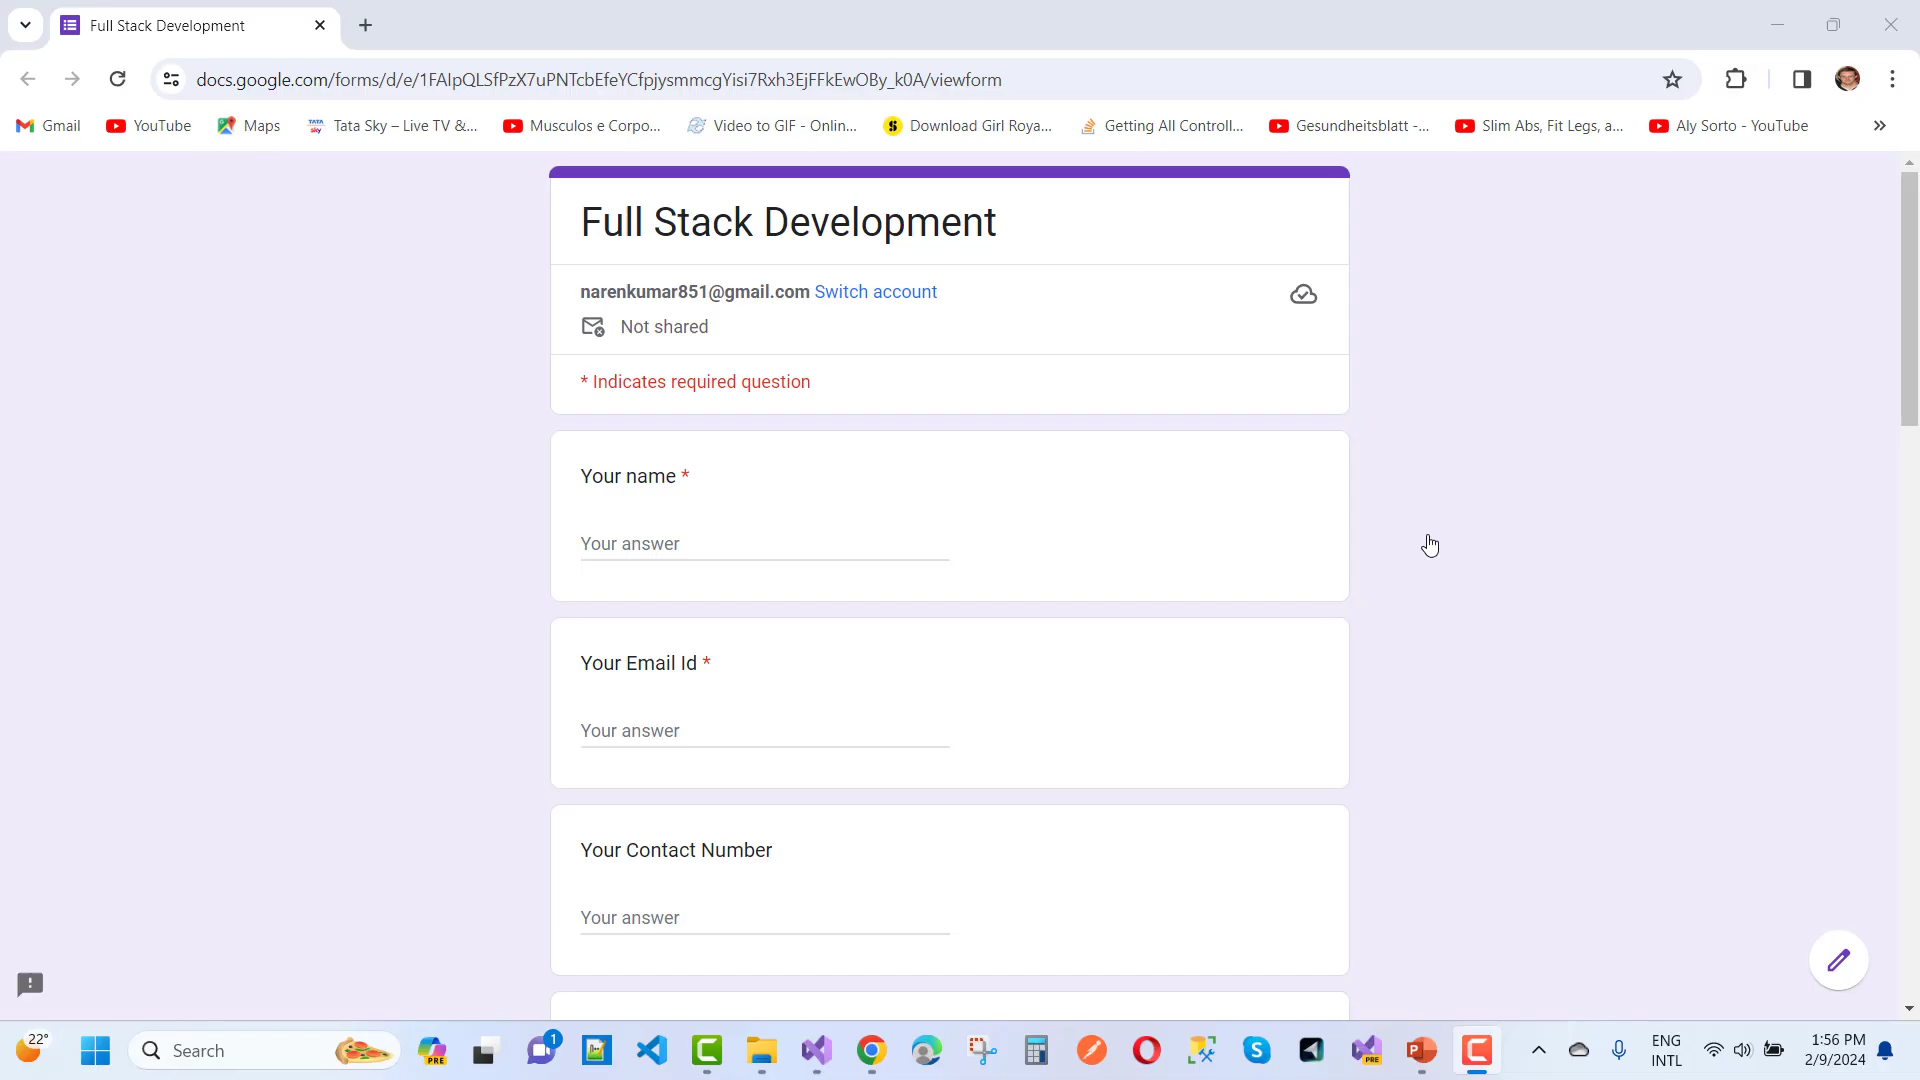 Full Stack Development
docs.google.com/forms/d/e/1FAIpQLSfPzX7uPNTcbEfeYCfpjysmmcgYisi7Rxh3EjFFkEwOBy_k0A/viewform
Gmail YouTube Maps Tata Sky – Live TV &... Musculos e Corpo... Video to GIF - Onlin... Download Girl Roya... Getting All Controll... Gesundheitsblatt -... Slim Abs, Fit Legs, a... Aly Sorto - YouTube
Full Stack Development
narenkumar851@gmail.com Switch account
Not shared
* Indicates required question
Your name *
Your answer
Your Email Id *
Your answer
Your Contact Number
Your answer
22°
Search
PRE
1
PRE
ENG
INTL
1:56 PM
2/9/2024